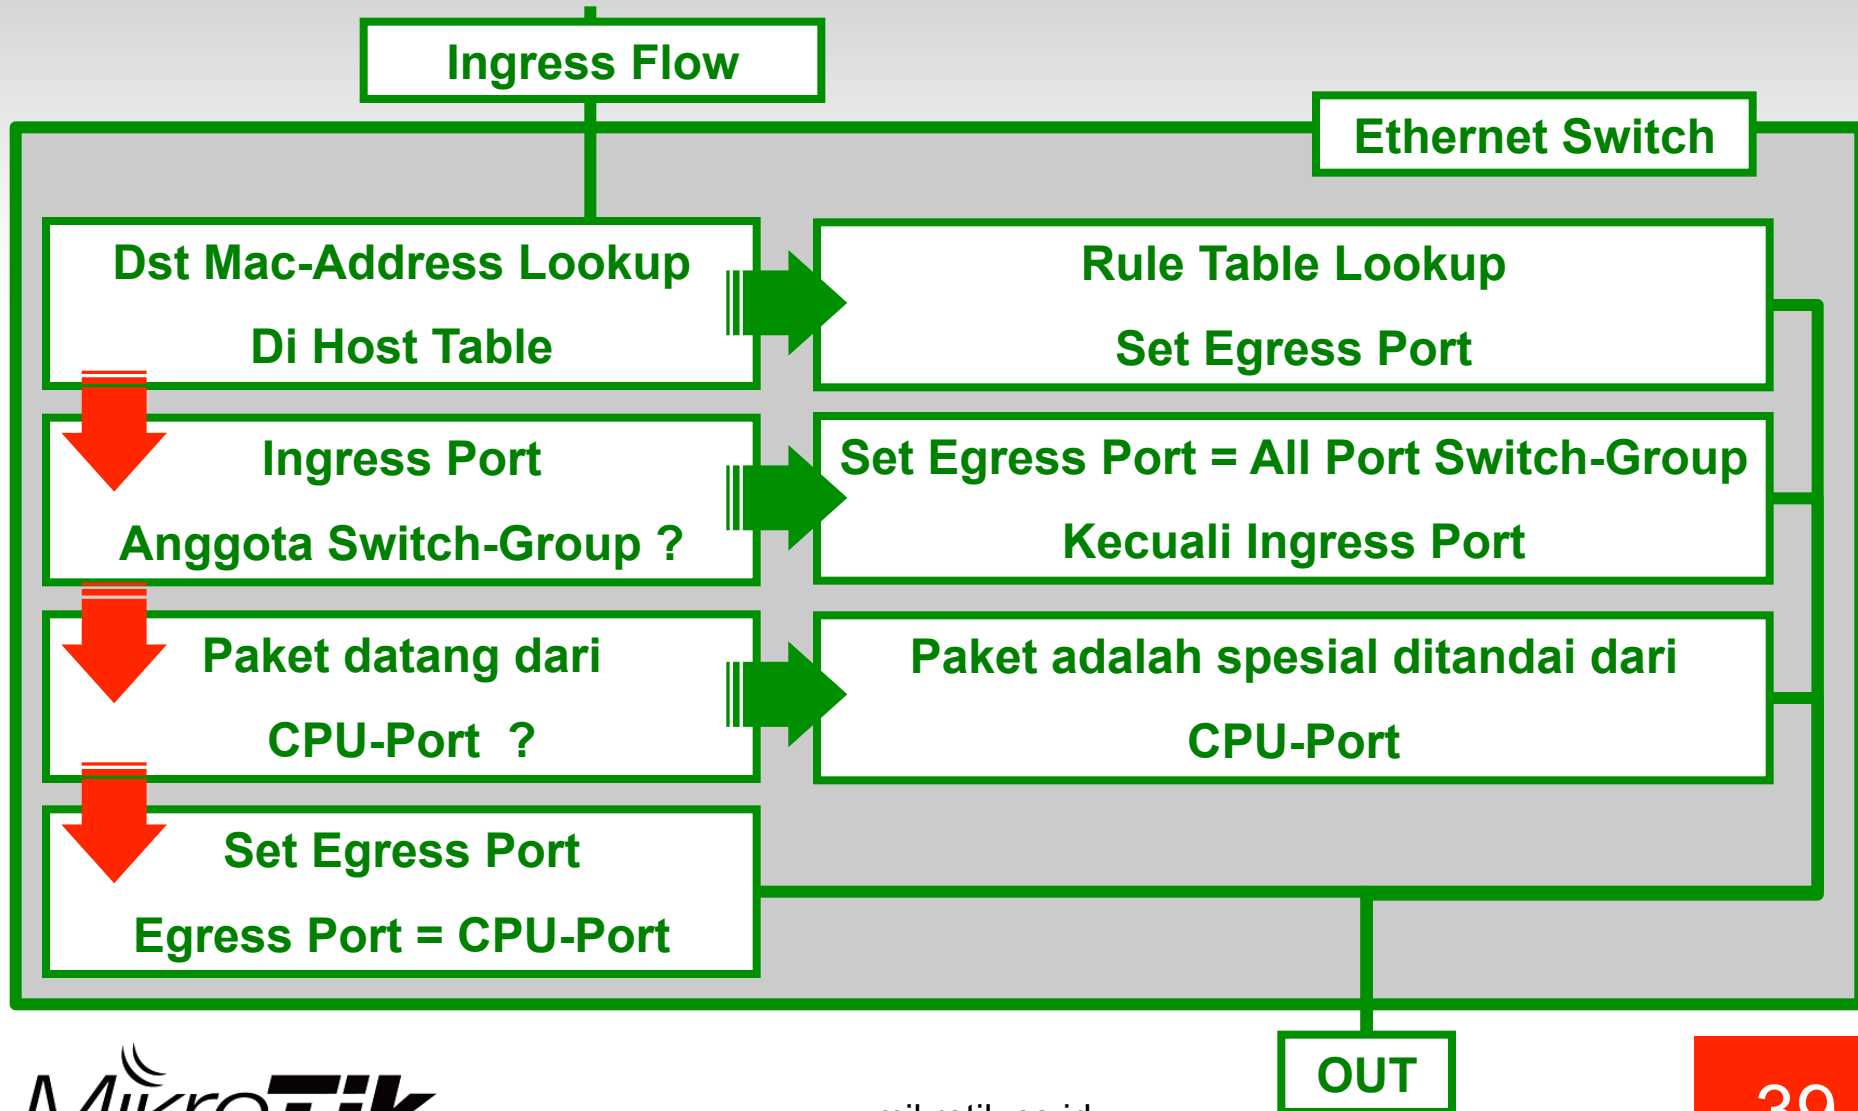 Ingress Flow
Ethernet Switch
Dst Mac-Address Lookup
Di Host Table
Rule Table Lookup
Set Egress Port
Ingress Port
Anggota Switch-Group ?
Set Egress Port = All Port Switch-Group
Kecuali Ingress Port
Paket datang dari
CPU-Port ?
Paket adalah spesial ditandai dari
CPU-Port
Set Egress Port
Egress Port = CPU-Port
OUT
MikroTik
39